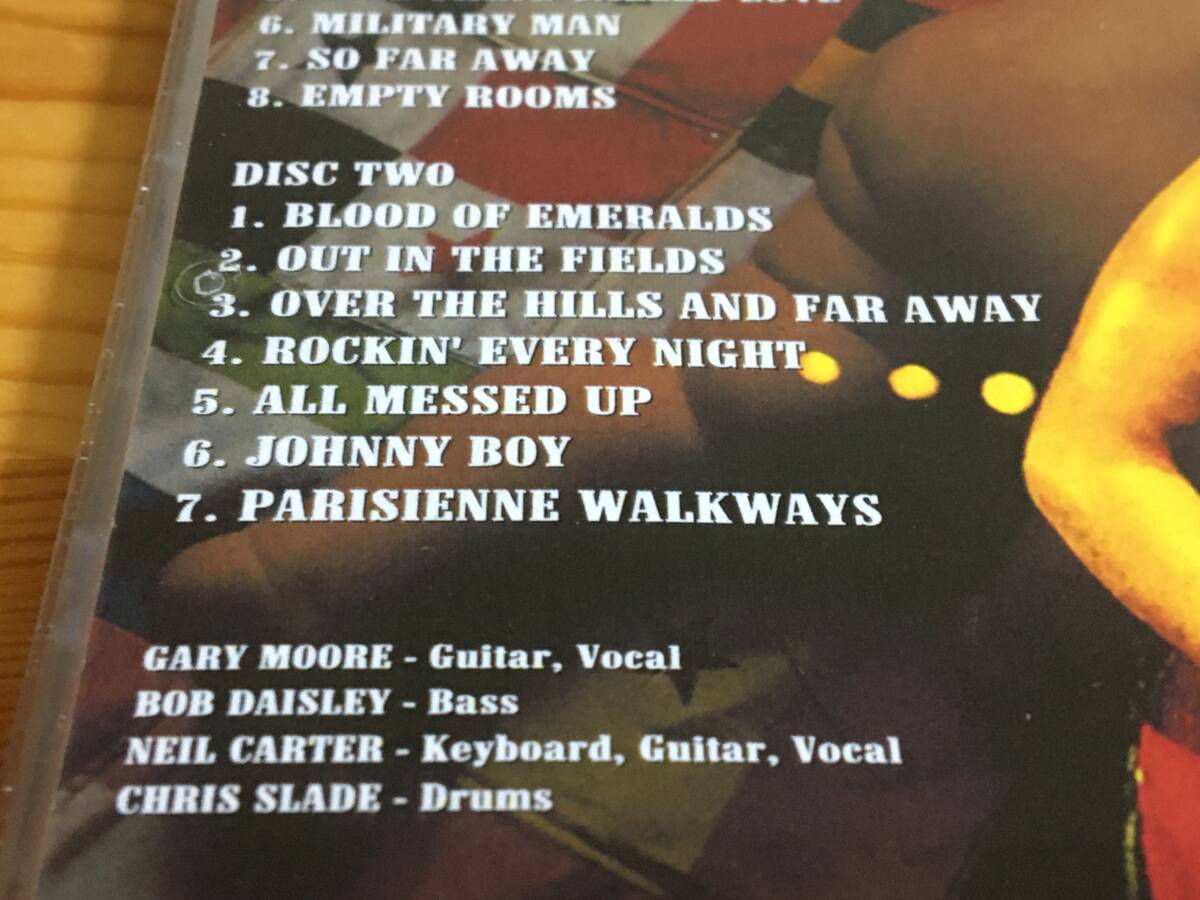 6. MILITARY MAN
7. SO FAR AWAY
8. EMPTY ROOMS
DISC TWO
1. BLOOD OF EMERALDS
2. OUT IN THE FIELDS
3. OVER THE HILLS AND FAR AWAY
4. ROCKIN' EVERY NIGHT
5. ALL MESSED UP
6. JOHNNY BOY
7. PARISIENNE WALKWAYS
GARY MOORE - Guitar, Vocal
BOB DAISLEY - Bass
NEIL CARTER - Keyboard, Guitar, Vocal
CHRIS SLADE - Drums